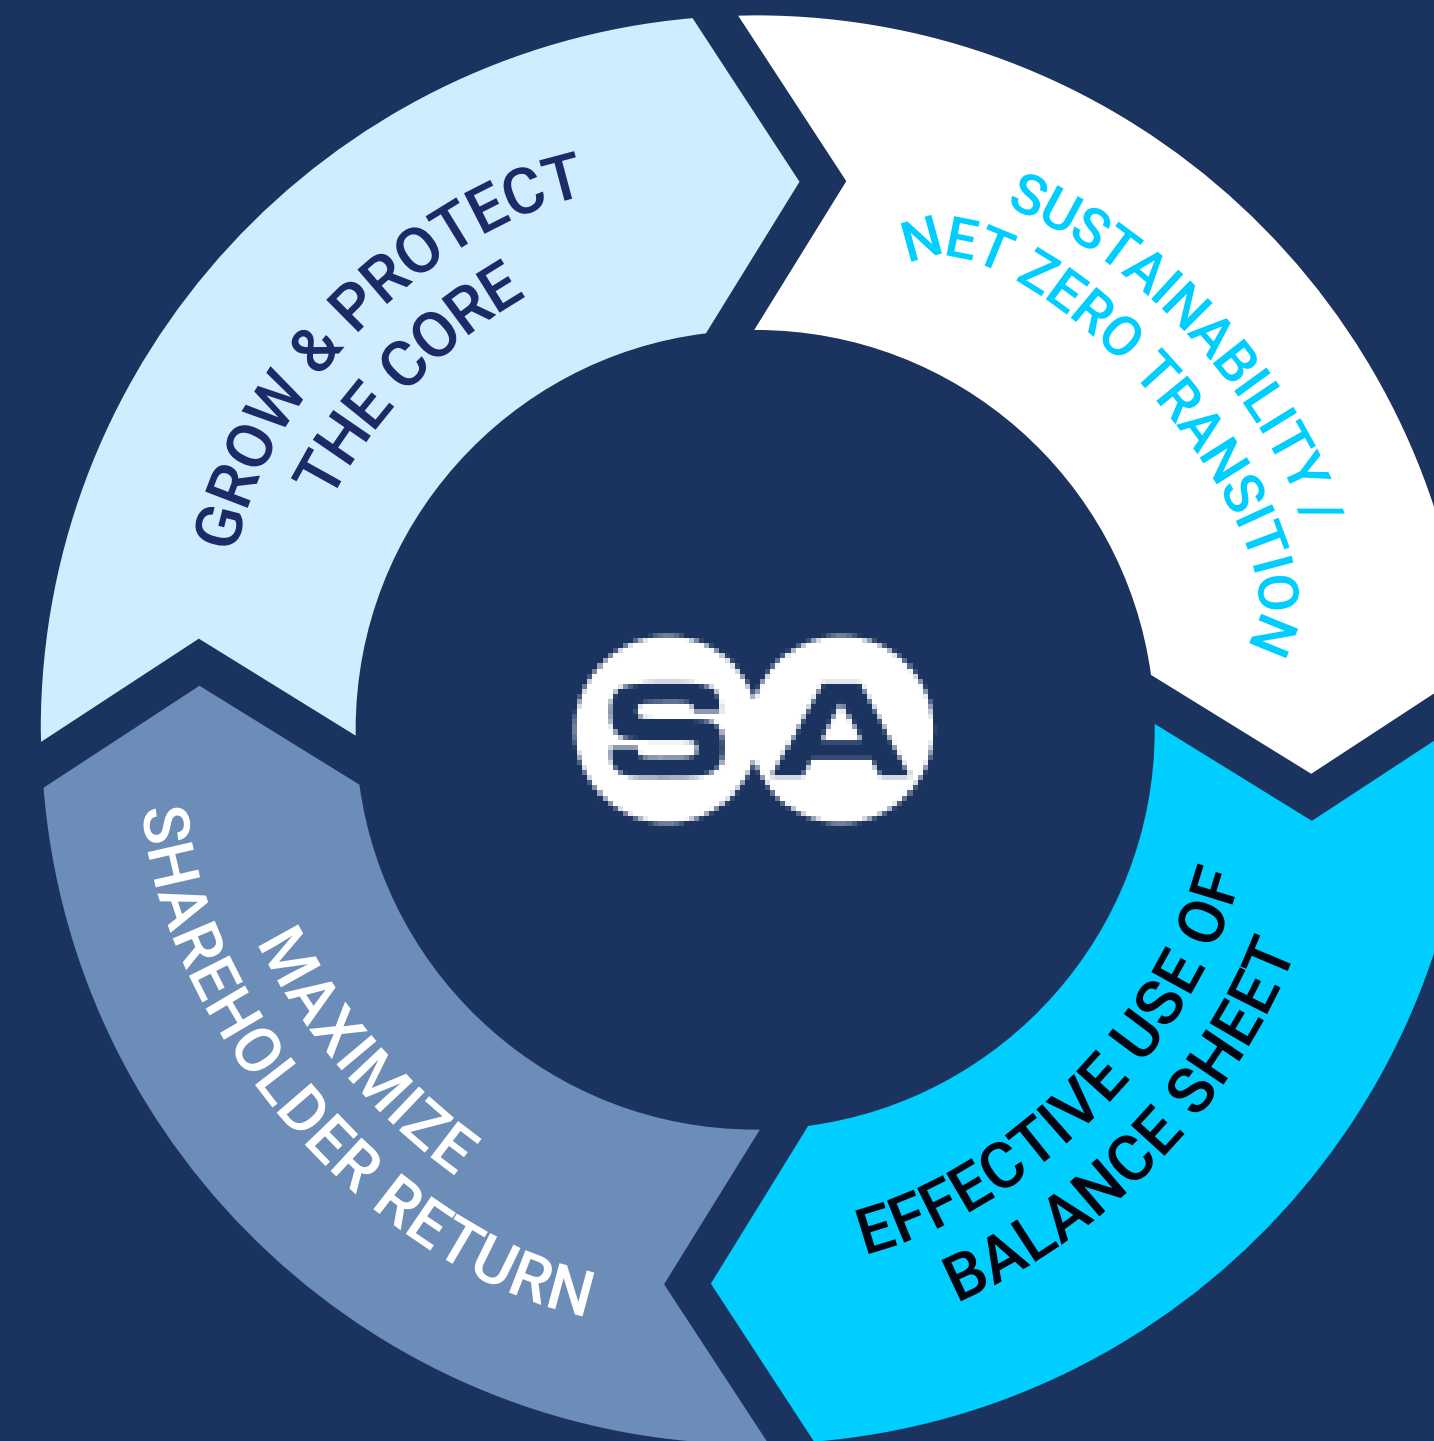 GROW & PROTECT
THE CORE
SUSTAINABILITY /
NET ZERO TRANSITION
SA
EFFECTIVE USE OF
BALANCE SHEET
MAXIMIZE
SHAREHOLDER RETURN